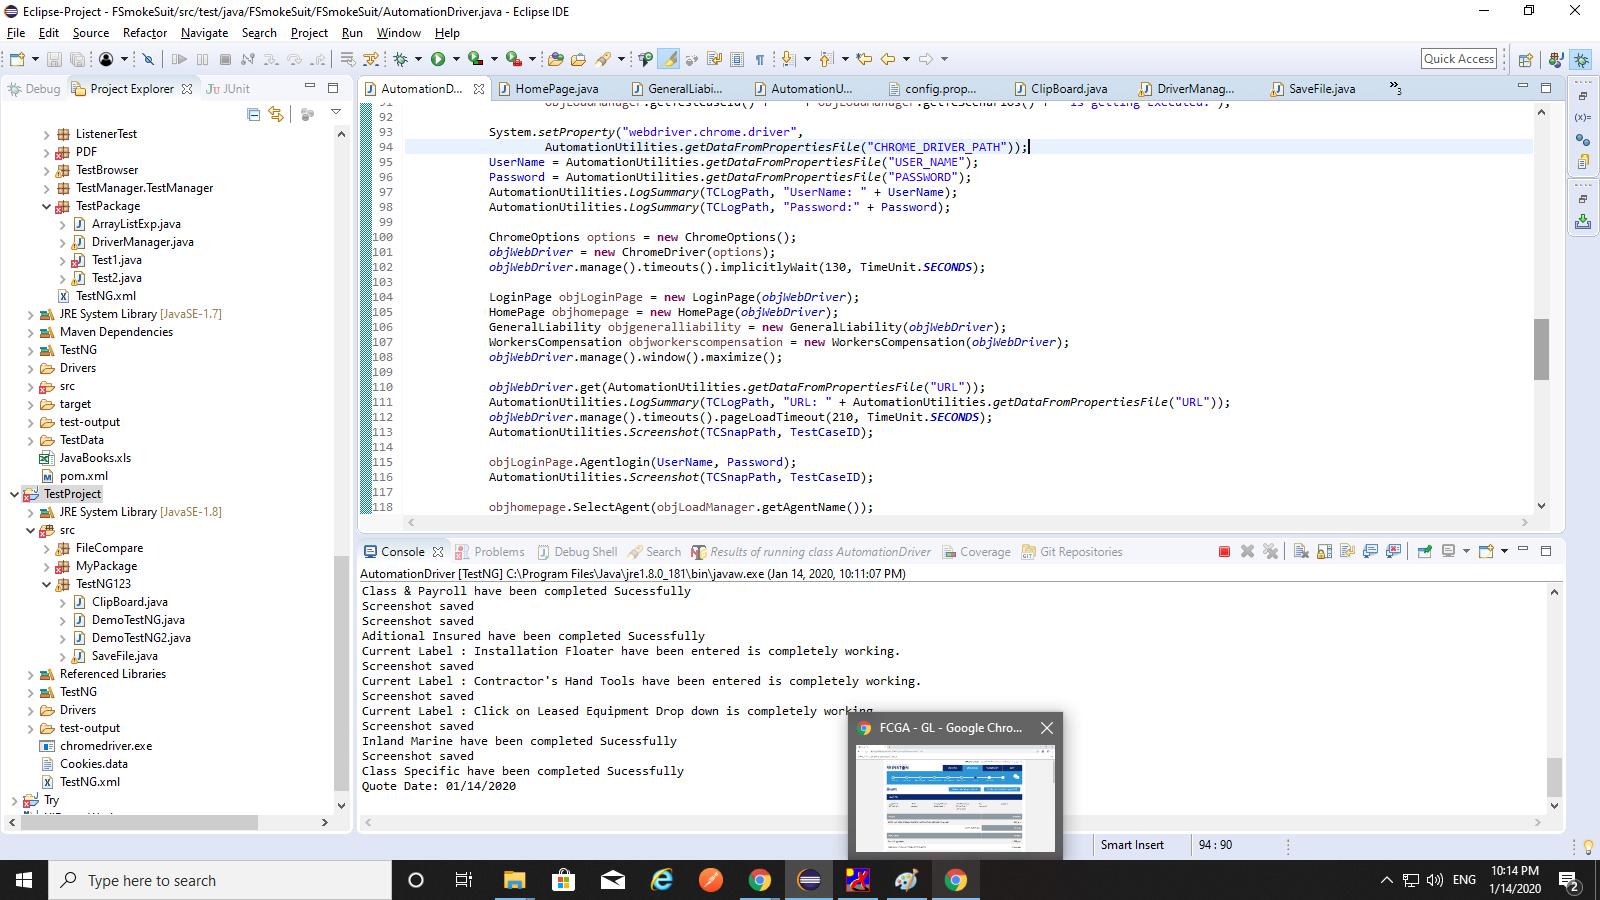 Eclipse-Project - FSmokeSuit/src/test/java/FSmokeSuit/FSmokeSuit/AutomationDriver.java - Eclipse IDE
File Edit Source Refactor Navigate Search Project Run Window Help
Quick Access
Debug Project Explorer JUnit
ListenerTest
PDF
TestBrowser
TestManager.TestManager
TestPackage
ArrayListExp.java
DriverManager.java
Test1.java
Test2.java
TestNG.xml
JRE System Library [JavaSE-1.7]
Maven Dependencies
TestNG
Drivers
src
target
test-output
TestData
JavaBooks.xls
pom.xml
TestProject
JRE System Library [JavaSE-1.8]
src
FileCompare
MyPackage
TestNG123
ClipBoard.java
DemoTestNG.java
DemoTestNG2.java
SaveFile.java
Referenced Libraries
TestNG
Drivers
test-output
chromedriver.exe
Cookies.data
TestNG.xml
Try
AutomationD... HomePage.java GeneralLiabi... AutomationU... config.prop... ClipBoard.java DriverManag... SaveFile.java 3
92
93 System.setProperty("webdriver.chrome.driver",
94 AutomationUtilities.getDataFromPropertiesFile("CHROME_DRIVER_PATH"));
95 UserName = AutomationUtilities.getDataFromPropertiesFile("USER_NAME");
96 Password = AutomationUtilities.getDataFromPropertiesFile("PASSWORD");
97 AutomationUtilities.LogSummary(TCLogPath, "UserName: " + UserName);
98 AutomationUtilities.LogSummary(TCLogPath, "Password:" + Password);
99
100 ChromeOptions options = new ChromeOptions();
101 objWebDriver = new ChromeDriver(options);
102 objWebDriver.manage().timeouts().implicitlyWait(130, TimeUnit.SECONDS);
103
104 LoginPage objLoginPage = new LoginPage(objWebDriver);
105 HomePage objhomepage = new HomePage(objWebDriver);
106 GeneralLiability objgeneralliability = new GeneralLiability(objWebDriver);
107 WorkersCompensation objworkerscompensation = new WorkersCompensation(objWebDriver);
108 objWebDriver.manage().window().maximize();
109
110 objWebDriver.get(AutomationUtilities.getDataFromPropertiesFile("URL"));
111 AutomationUtilities.LogSummary(TCLogPath, "URL: " + AutomationUtilities.getDataFromPropertiesFile("URL"));
112 objWebDriver.manage().timeouts().pageLoadTimeout(210, TimeUnit.SECONDS);
113 AutomationUtilities.Screenshot(TCSnapPath, TestCaseID);
114
115 objLoginPage.Agentlogin(UserName, Password);
116 AutomationUtilities.Screenshot(TCSnapPath, TestCaseID);
117
118 objhomepage.SelectAgent(objLoadManager.getAgentName());
Console Problems Debug Shell Search Results of running class AutomationDriver Coverage Git Repositories
AutomationDriver [TestNG] C:\Program Files\Java\jre1.8.0_181\bin\javaw.exe (Jan 14, 2020, 10:11:07 PM)
Class & Payroll have been completed Sucessfully
Screenshot saved
Screenshot saved
Aditional Insured have been completed Sucessfully
Current Label : Installation Floater have been entered is completely working.
Screenshot saved
Current Label : Contractor's Hand Tools have been entered is completely working.
Screenshot saved
Current Label : Click on Leased Equipment Drop down is completely working.
Screenshot saved
Inland Marine have been completed Sucessfully
Screenshot saved
Class Specific have been completed Sucessfully
Quote Date: 01/14/2020
FCGA - GL - Google Chro...
Smart Insert 94 : 90
Type here to search
ENG
10:14 PM
1/14/2020
2